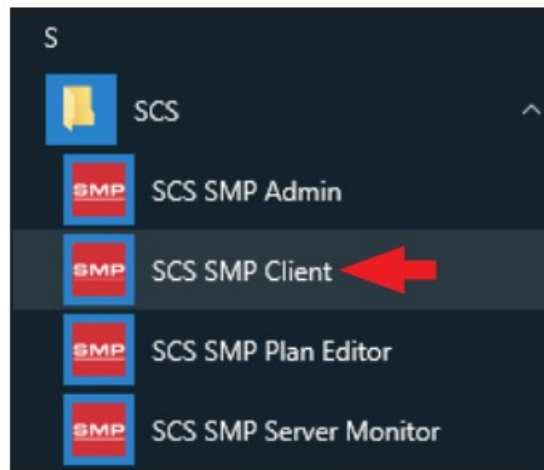 S
SCS
SMP SCS SMP Admin
SMP SCS SMP Client
SMP SCS SMP Plan Editor
SMP SCS SMP Server Monitor